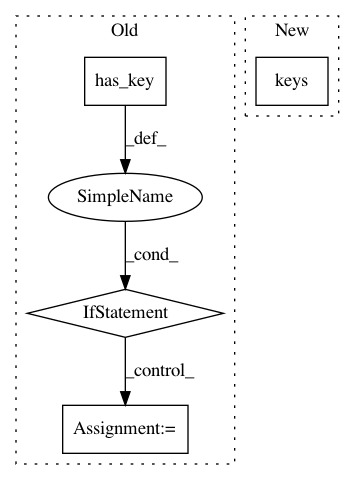 Old
New
has_key
keys
_def_
SimpleName
_cond_
IfStatement
_control_
Assignment:=